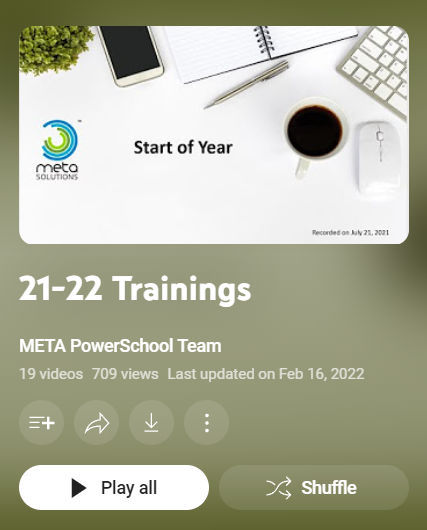 Start of Year
meta
SOLUTIONS
Recorded on July 21, 2021
21-22 Trainings
META PowerSchool Team
19 videos 709 views Last updated on Feb 16, 2022
Play all
Shuffle